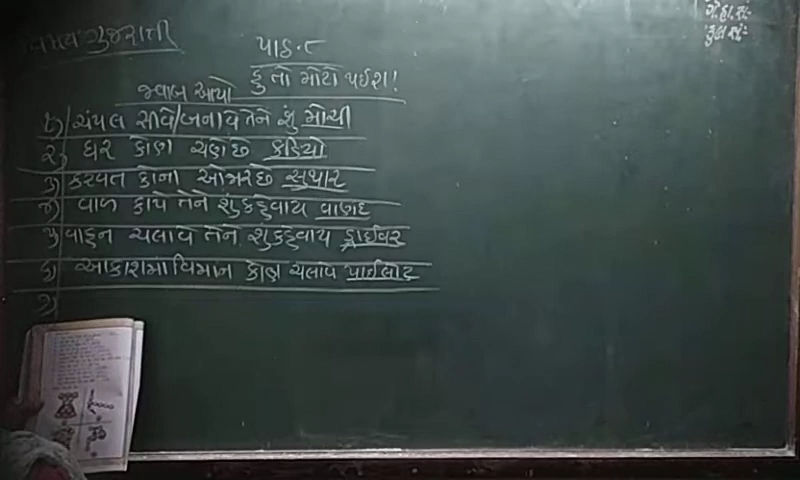 વિષય ગુજરાતી
પાઠ.૮
હું તો મોટો થઈશ!
જવાબ આપો
૧) ચંપલ સીવે/બનાવે તેને શું મોચી
૨) ઘર કોણ ચણે છે કડિયો
૩) કરવત કોના ઓજાર છે સુથાર
૪) વાળ કાપે તેને શું કહેવાય વાણંદ
૫) વાહન ચલાવે તેને શું કહેવાય ડ્રાઈવર
૬) આકાશમાં વિમાન કોણ ચલાવે પાઈલોટ
૭)
ગે.હા.સં:-
કુલ સં:-